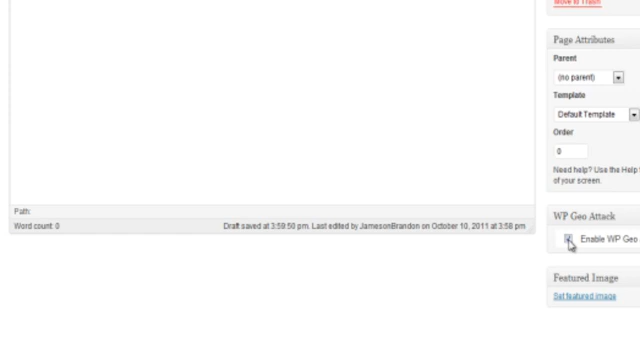 Move to Trash
Page Attributes
Parent
(no parent)
Template
Default Template
Order
0
Need help? Use the Help
of your screen.
Path:
Word count: 0
Draft saved at 3:59:50 pm. Last edited by JamesonBrandon on October 10, 2011 at 3:58 pm
WP Geo Attack
Enable WP Geo
Featured Image
Set featured image